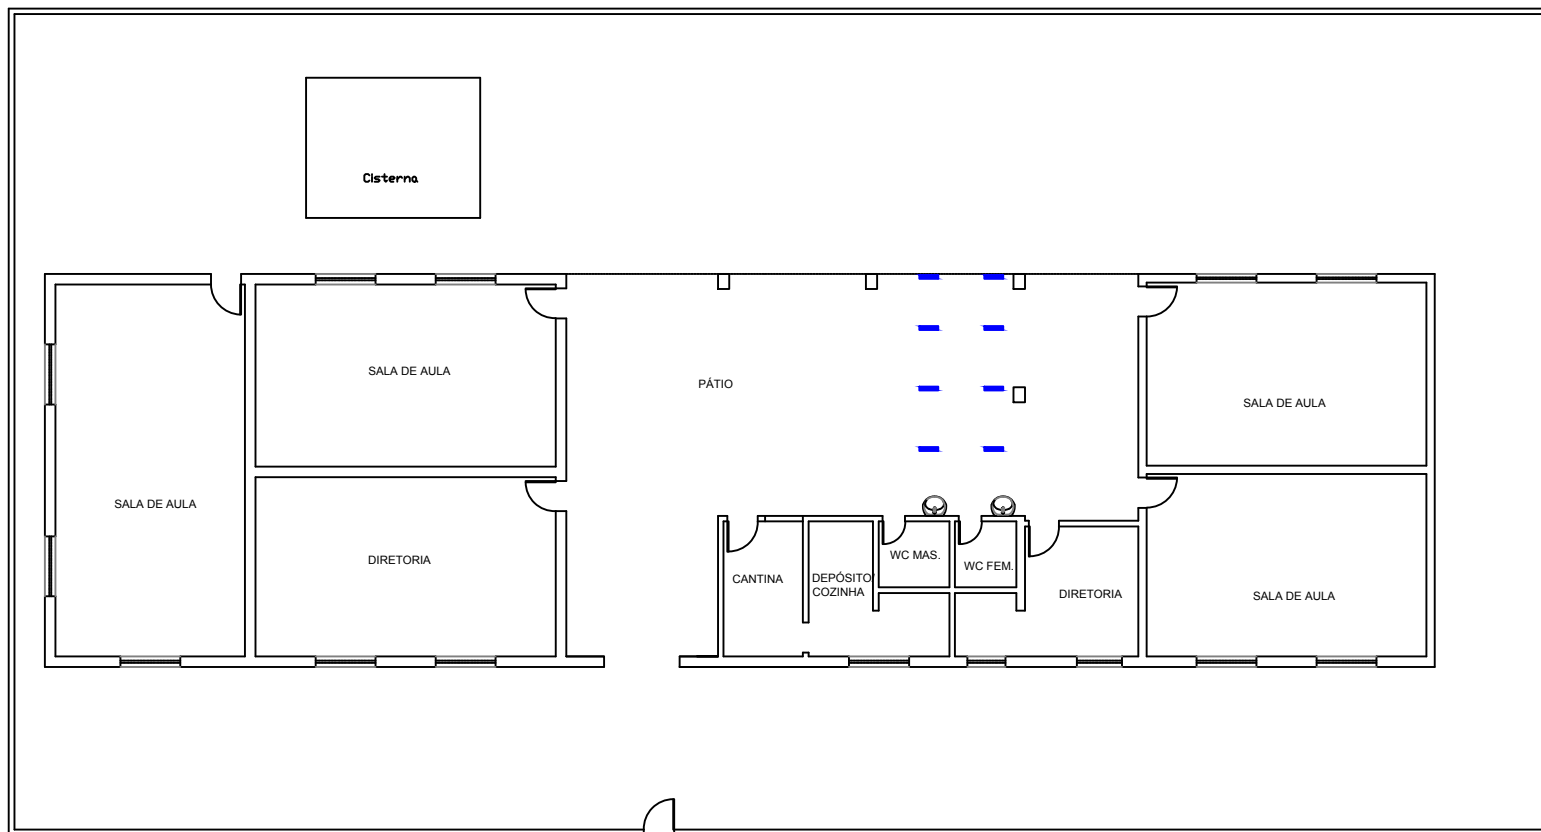 Cisterna
SALA DE AULA
PÁTIO
SALA DE AULA
SALA DE AULA
DIRETORIA
CANTINA
DEPÓSITO/
COZINHA
WC MAS.
WC FEM.
DIRETORIA
SALA DE AULA